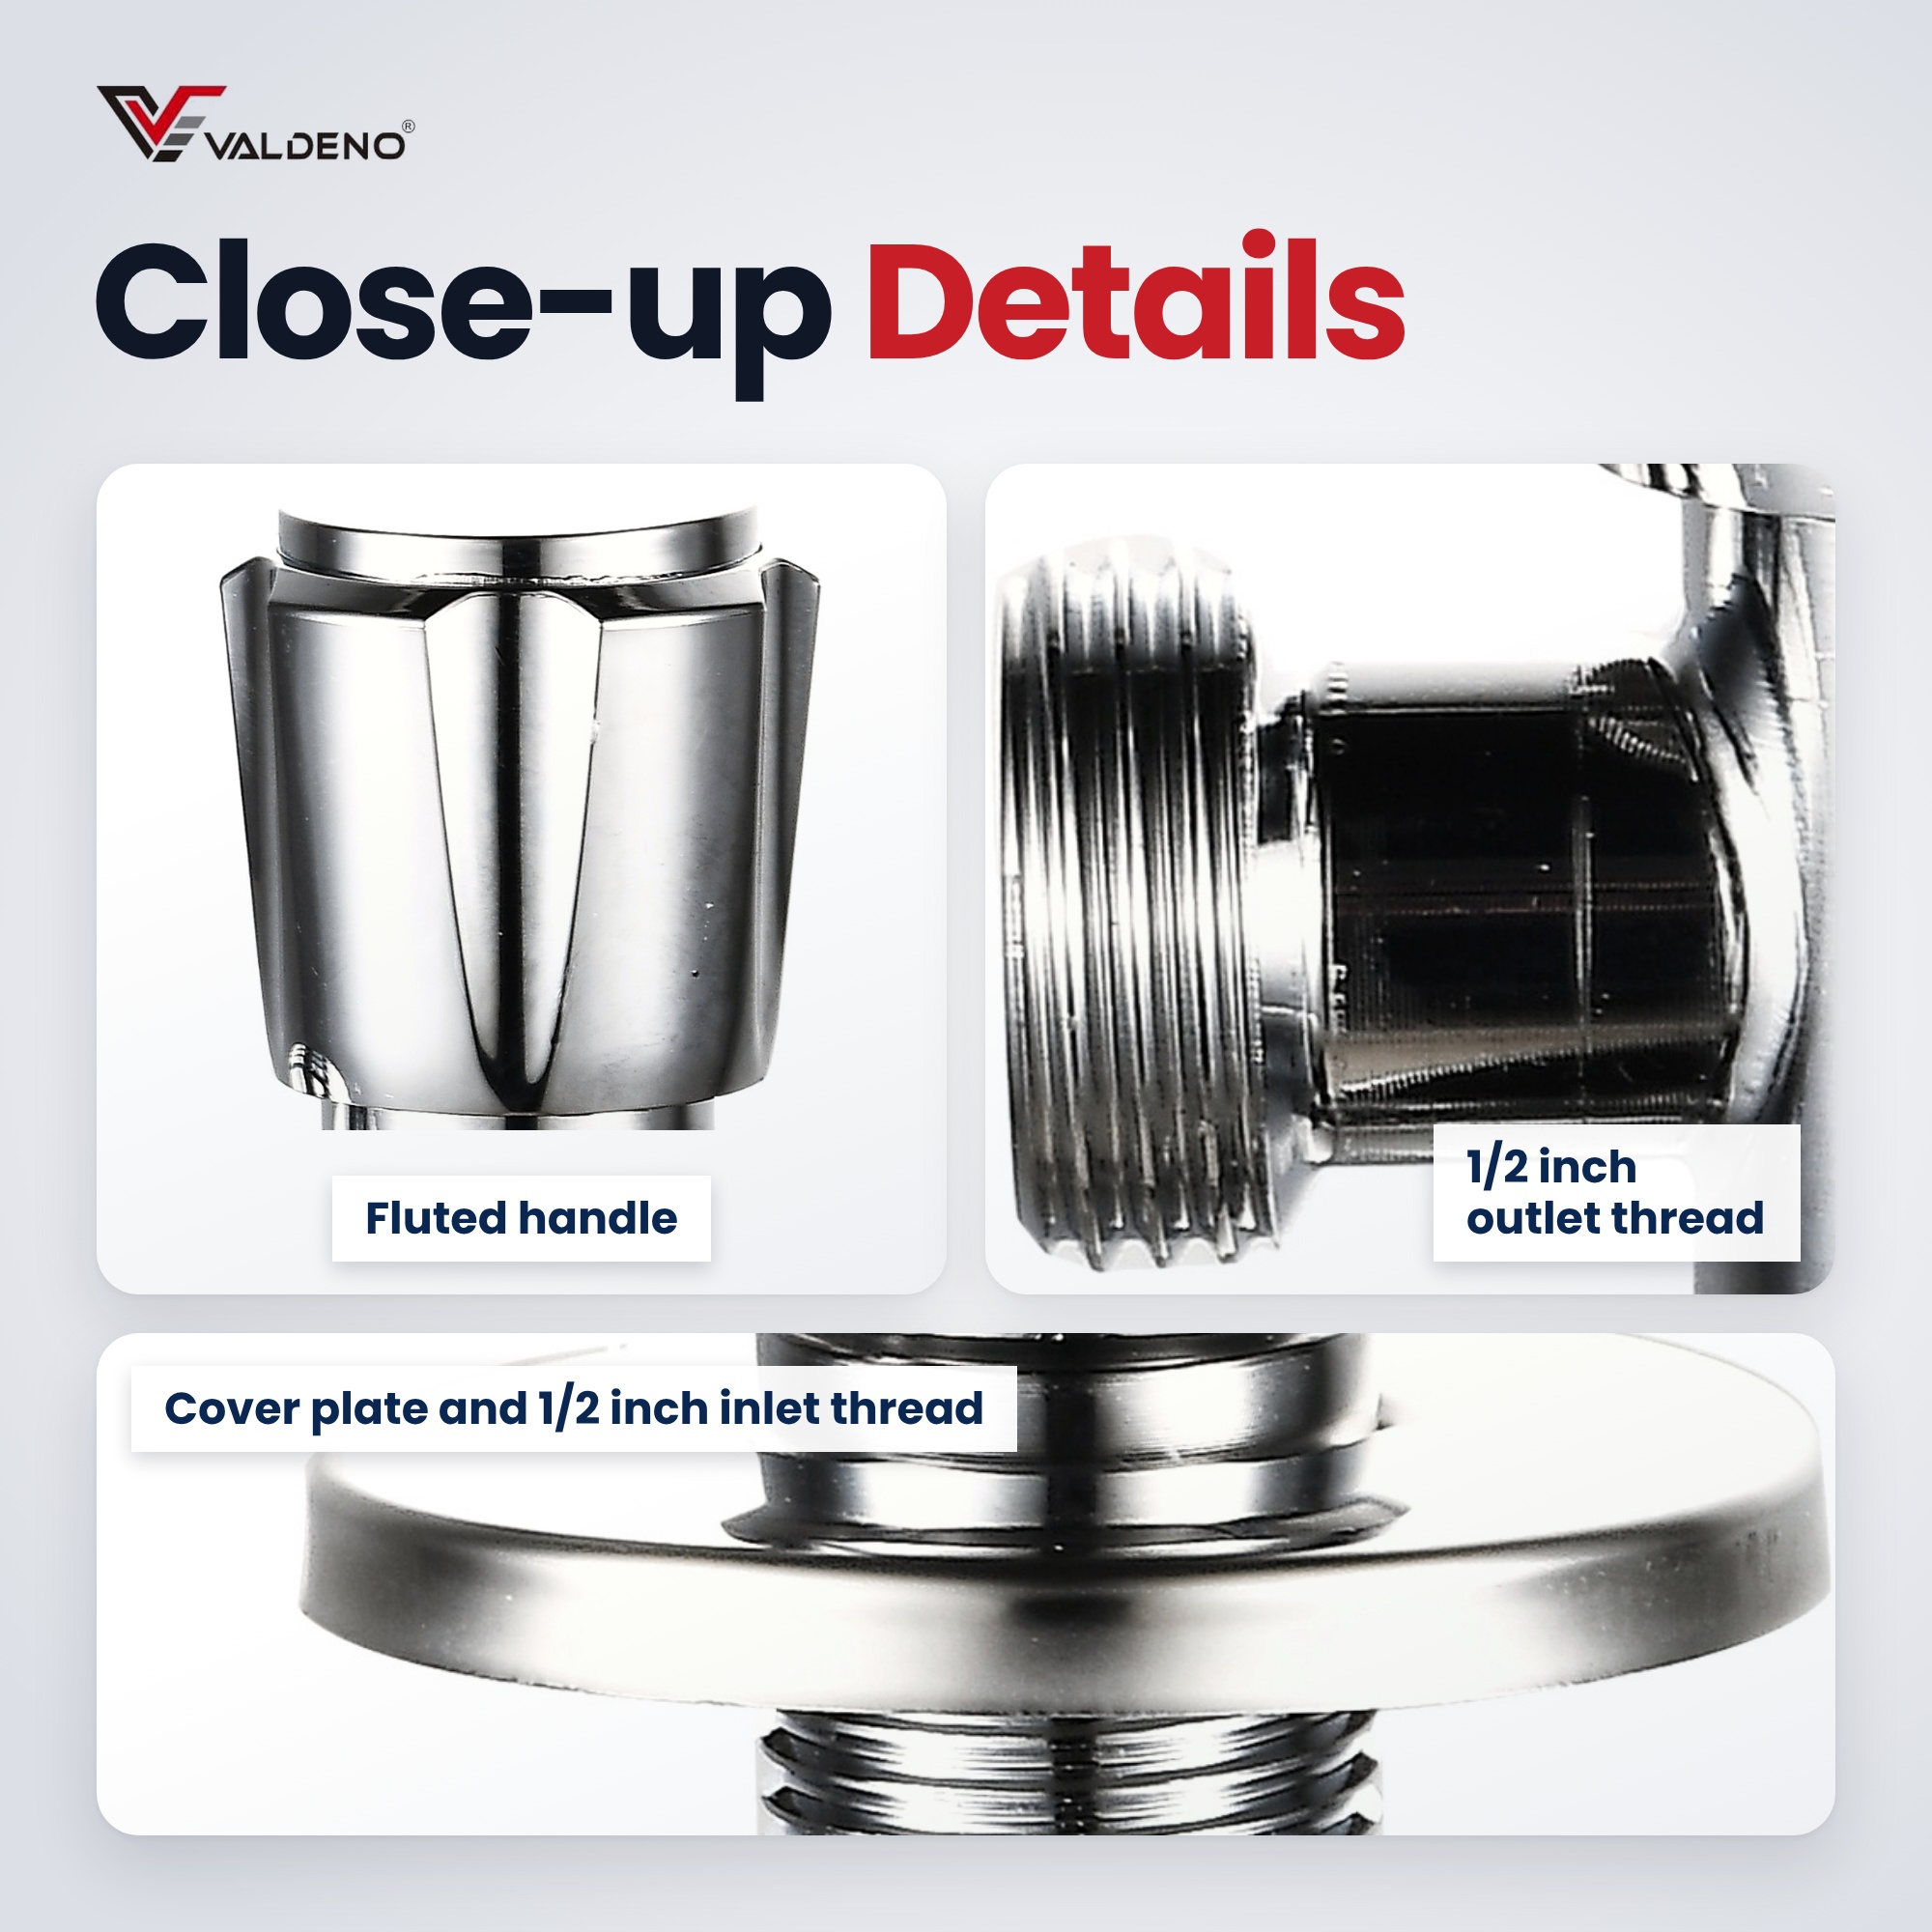 VALDENO®
Close-up Details
Fluted handle
1/2 inch
outlet thread
Cover plate and 1/2 inch inlet thread